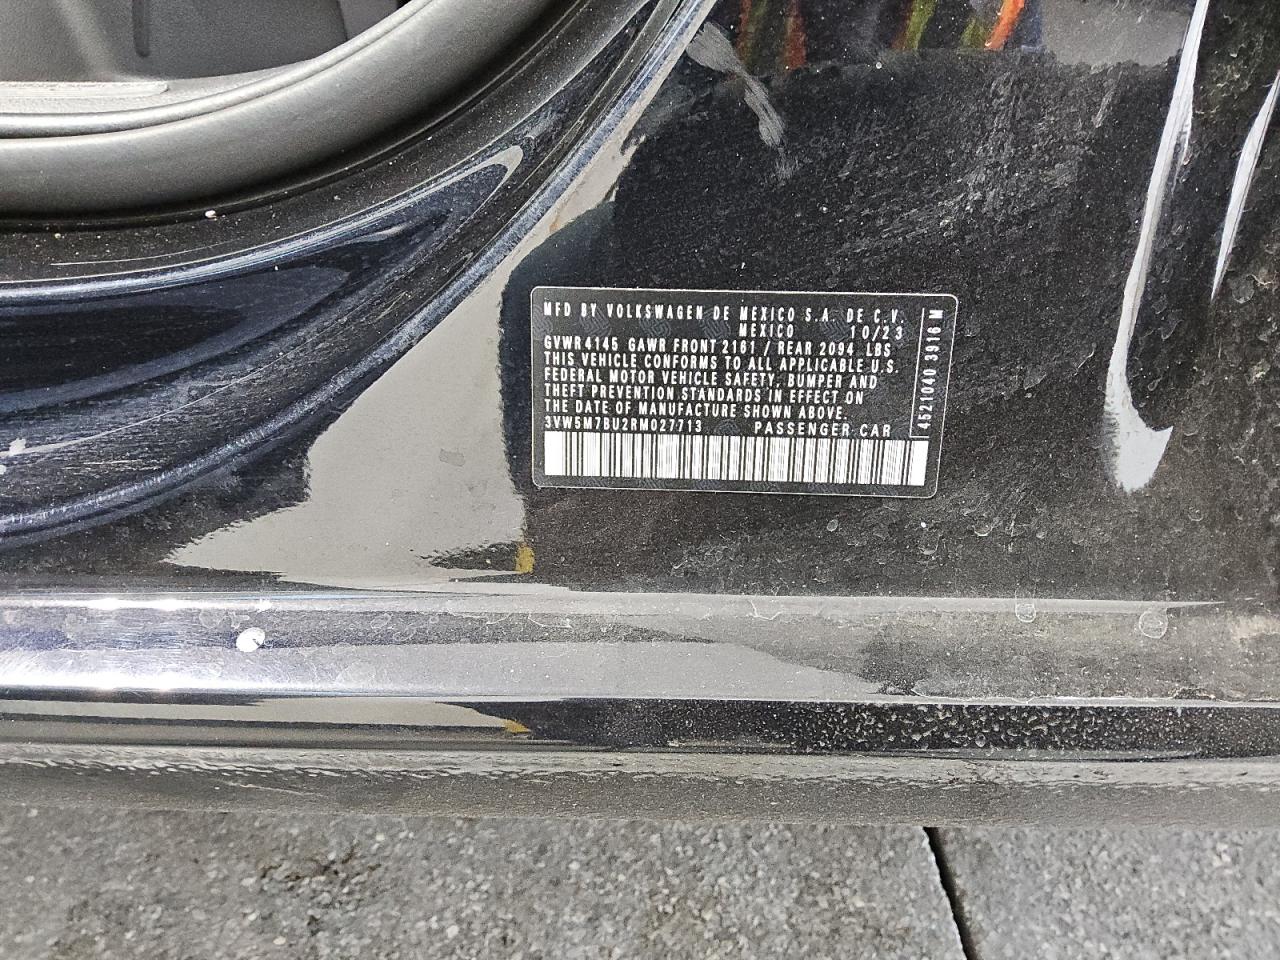 MFD BY VOLKSWAGEN DE MEXICO S.A. DE C.V.
MEXICO 10/23
GVWR 4145 GAWR FRONT 2161 / REAR 2094 LBS
THIS VEHICLE CONFORMS TO ALL APPLICABLE U.S.
FEDERAL MOTOR VEHICLE SAFETY, BUMPER AND
THEFT PREVENTION STANDARDS IN EFFECT ON
THE DATE OF MANUFACTURE SHOWN ABOVE.
3VW5M7BU2RM027713 PASSENGER CAR
4521040 3916 M